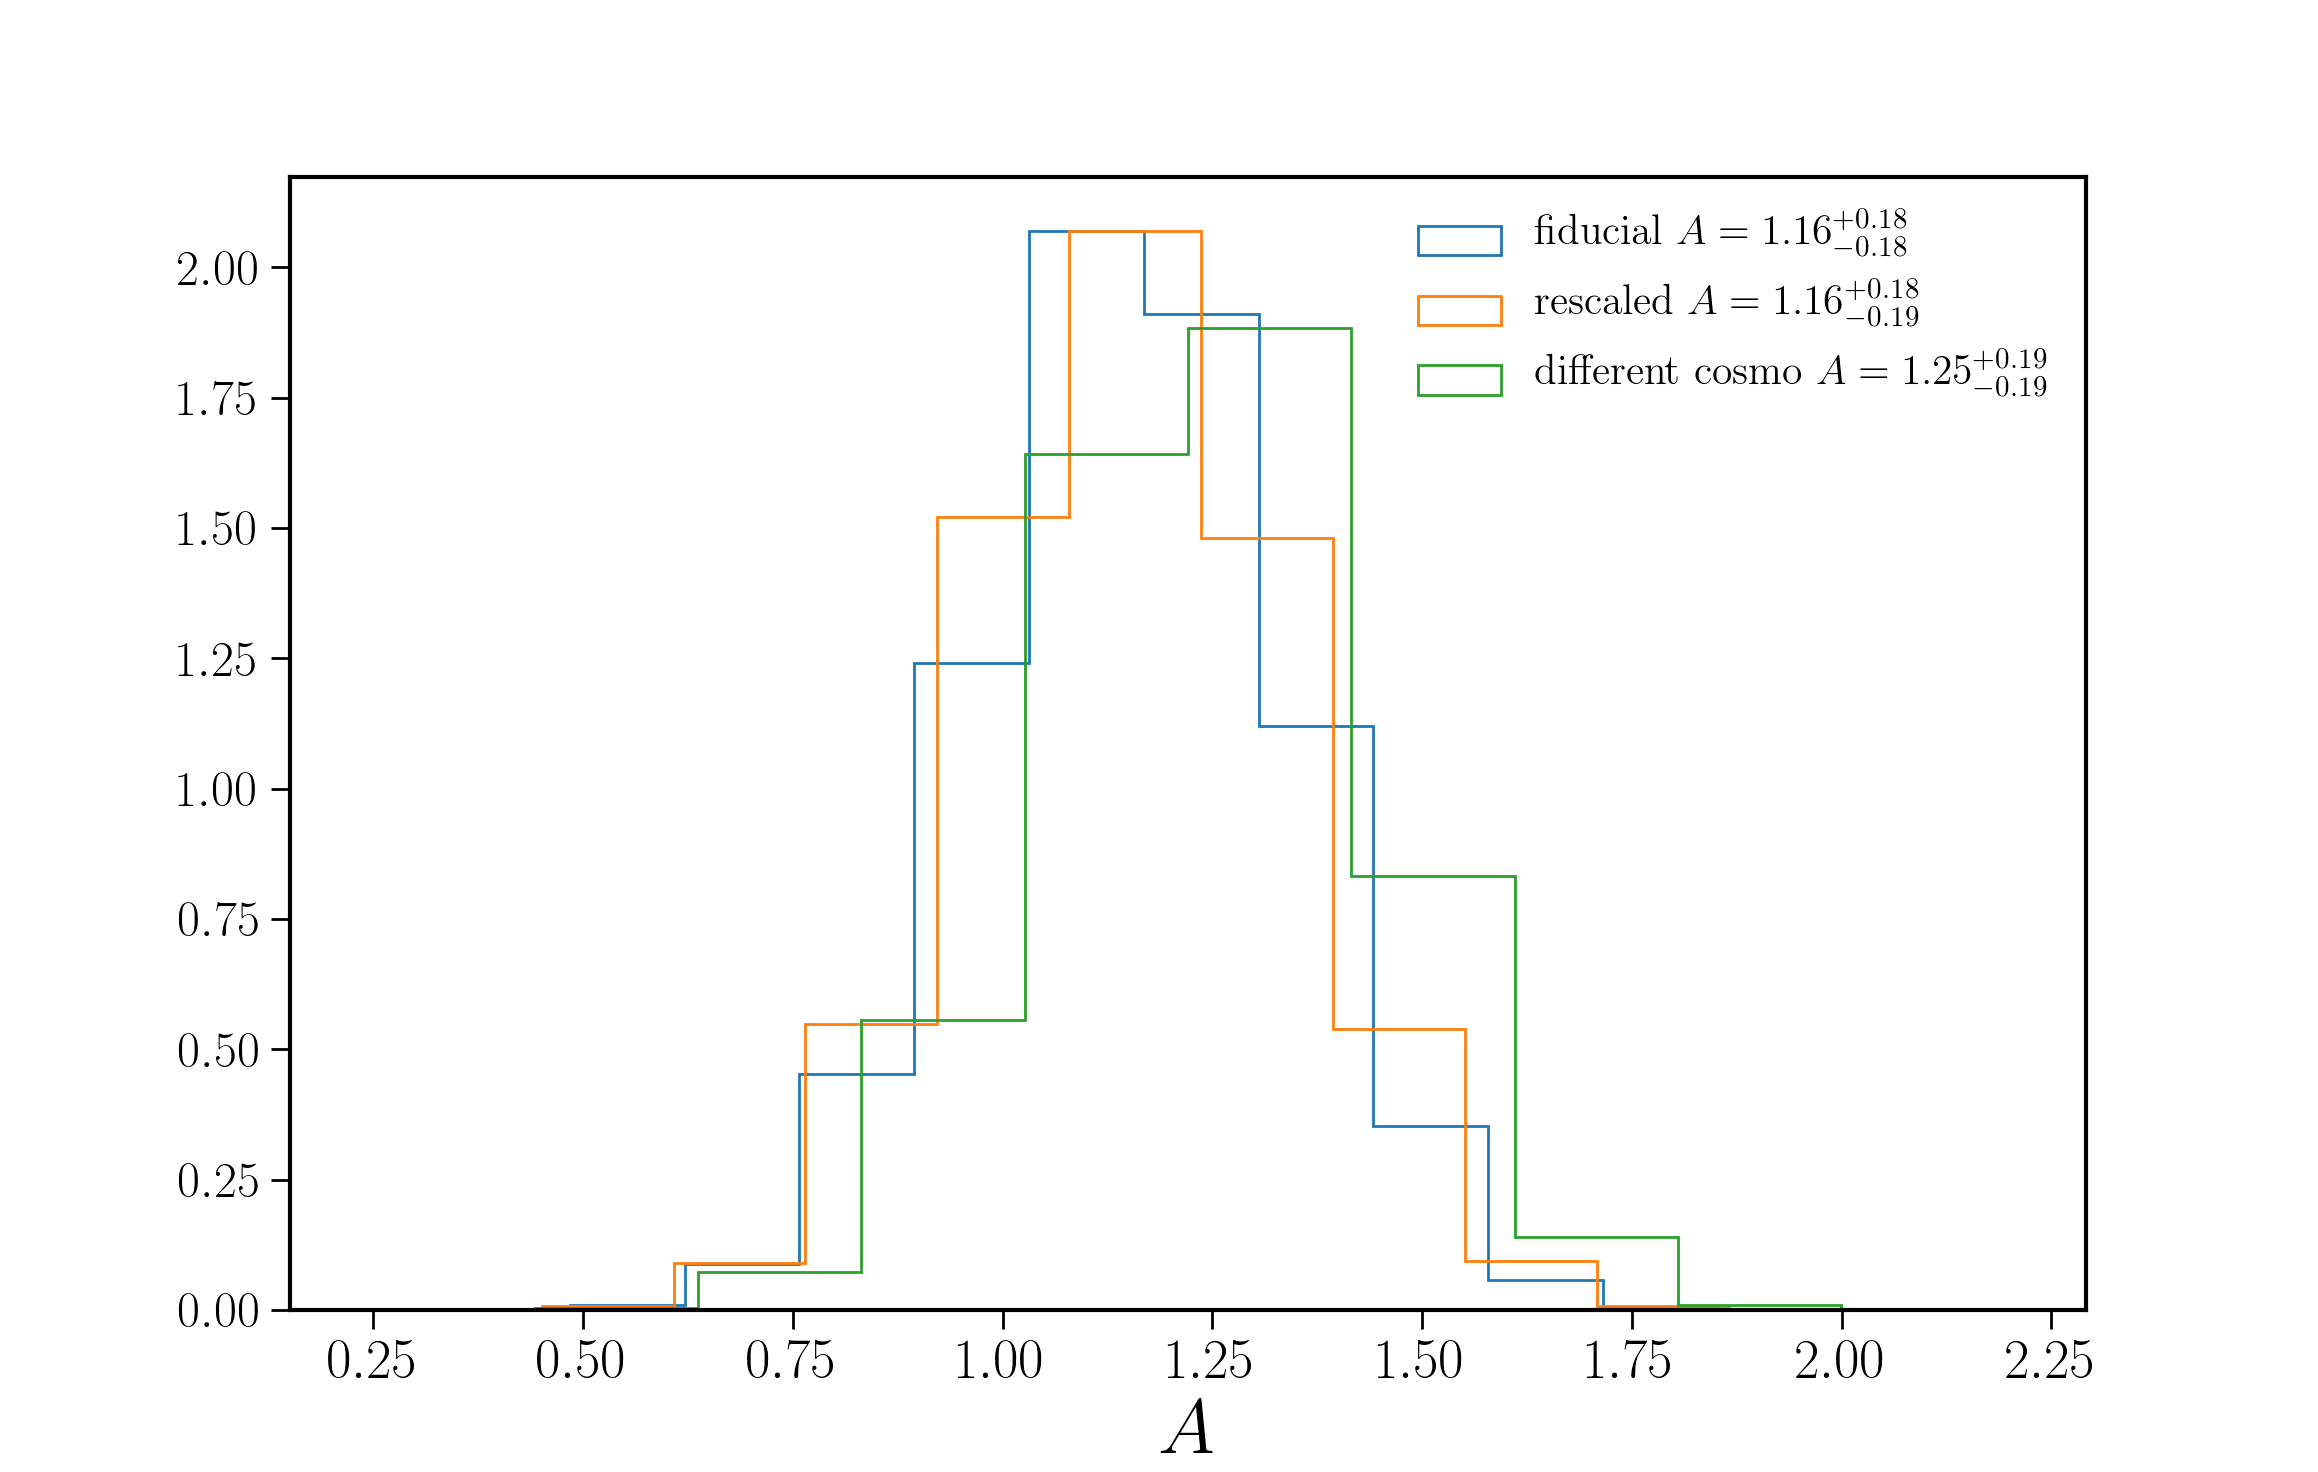 fiducial A = 1.16^{+0.18}_{-0.18}
rescaled A = 1.16^{+0.18}_{-0.19}
different cosmo A = 1.25^{+0.19}_{-0.19}
2.00
1.75
1.50
1.25
1.00
0.75
0.50
0.25
0.00
0.25 0.50 0.75 1.00 1.25 1.50 1.75 2.00 2.25
A